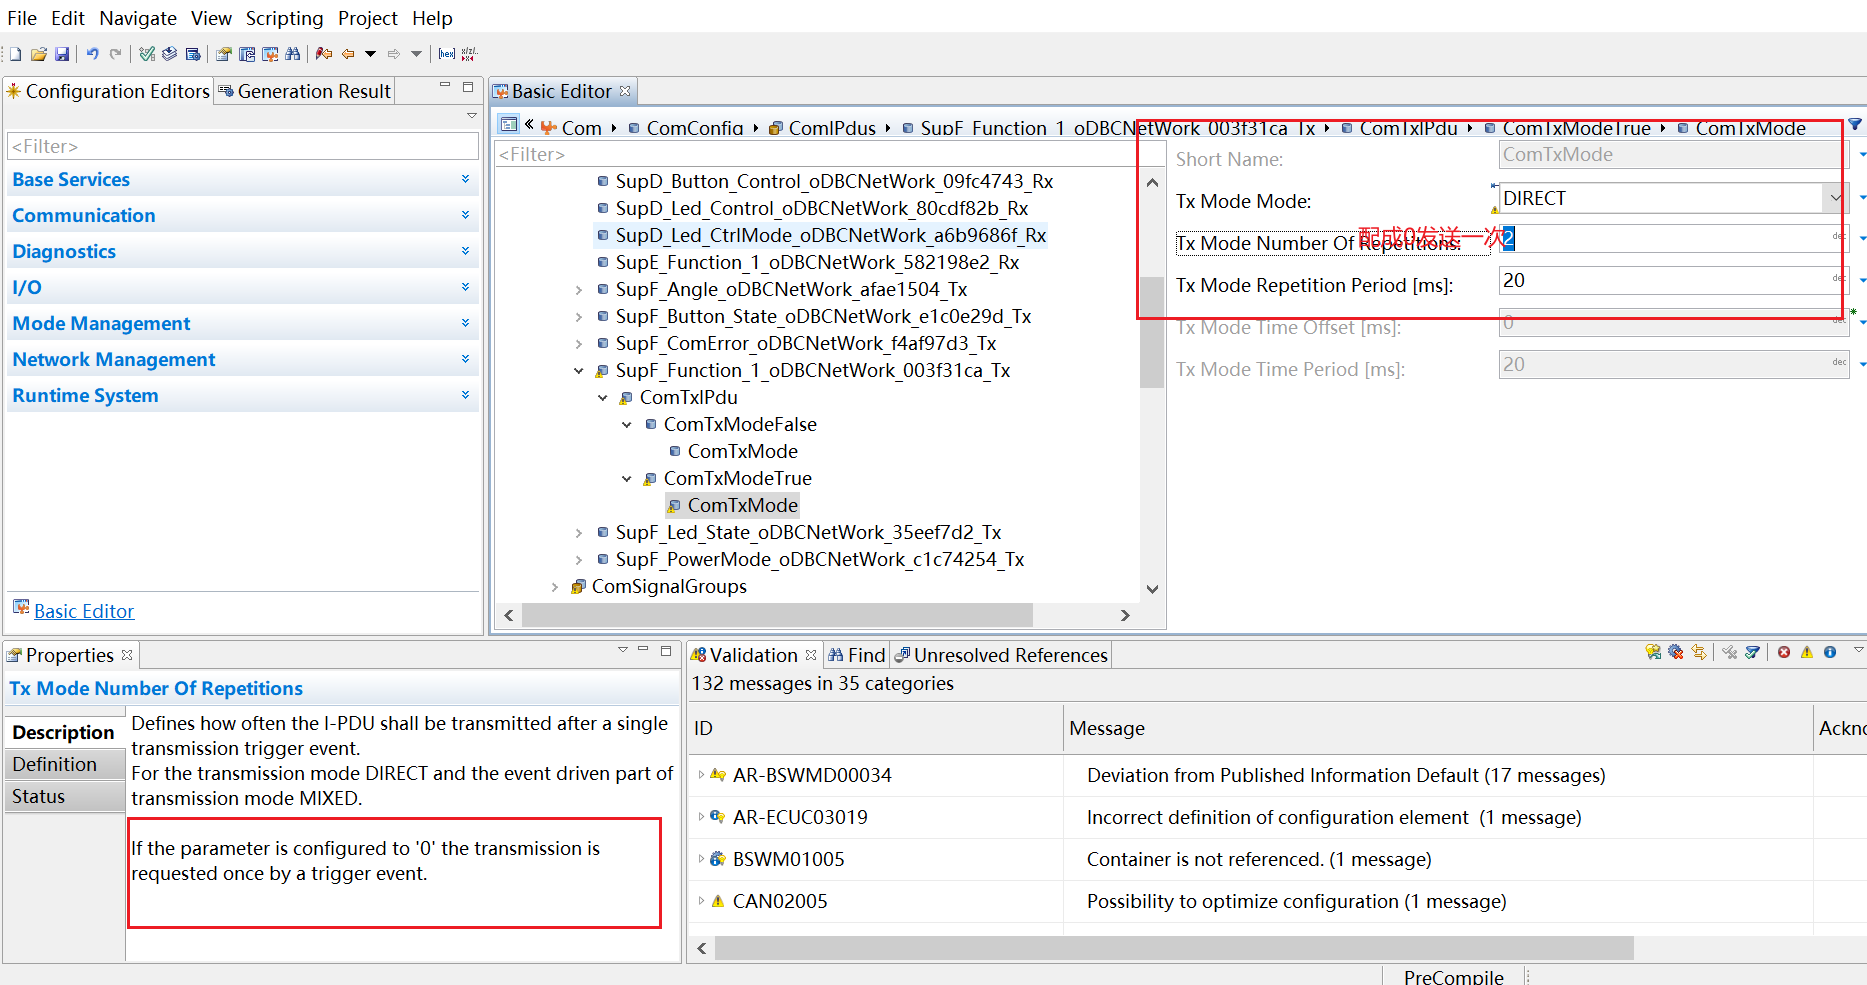 File Edit Navigate View Scripting Project Help
Configuration Editors
Generation Result
<Filter>
Base Services
Communication
Diagnostics
I/O
Mode Management
Network Management
Runtime System
Basic Editor
Basic Editor
Com ComConfig ComIPdus SupF_Function_1_oDBCNetWork_003f31ca_Tx ComTxIPdu ComTxModeTrue ComTxMode
<Filter>
SupD_Button_Control_oDBCNetWork_09fc4743_Rx
SupD_Led_Control_oDBCNetWork_80cdf82b_Rx
SupD_Led_CtrlMode_oDBCNetWork_a6b9686f_Rx
SupE_Function_1_oDBCNetWork_582198e2_Rx
SupF_Angle_oDBCNetWork_afae1504_Tx
SupF_Button_State_oDBCNetWork_e1c0e29d_Tx
SupF_ComError_oDBCNetWork_f4af97d3_Tx
SupF_Function_1_oDBCNetWork_003f31ca_Tx
ComTxIPdu
ComTxModeFalse
ComTxMode
ComTxModeTrue
ComTxMode
SupF_Led_State_oDBCNetWork_35eef7d2_Tx
SupF_PowerMode_oDBCNetWork_c1c74254_Tx
ComSignalGroups
Short Name: ComTxMode
Tx Mode Mode: DIRECT
Tx Mode Number Of Repetitions: 2 dec
配成0发送一次
Tx Mode Repetition Period [ms]: 20 dec
Tx Mode Time Offset [ms]: 0 dec
Tx Mode Time Period [ms]: 20 dec
Properties
Tx Mode Number Of Repetitions
Description
Definition
Status
Defines how often the I-PDU shall be transmitted after a single
transmission trigger event.
For the transmission mode DIRECT and the event driven part of
transmission mode MIXED.
If the parameter is configured to '0' the transmission is
requested once by a trigger event.
Validation Find Unresolved References
132 messages in 35 categories
ID Message Ackno
AR-BSWMD00034 Deviation from Published Information Default (17 messages)
AR-ECUC03019 Incorrect definition of configuration element (1 message)
BSWM01005 Container is not referenced. (1 message)
CAN02005 Possibility to optimize configuration (1 message)
PreCompile